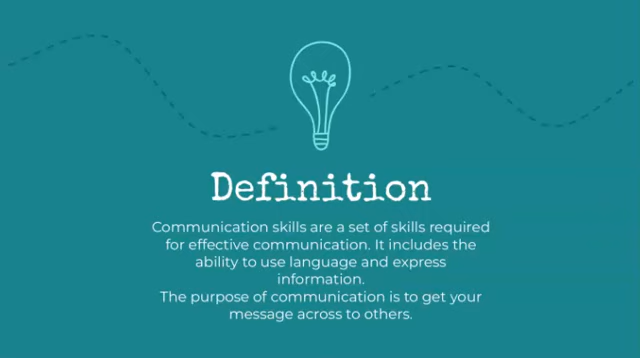 Definition
Communication skills are a set of skills required
for effective communication. It includes the
ability to use language and express
information.
The purpose of communication is to get your
message across to others.